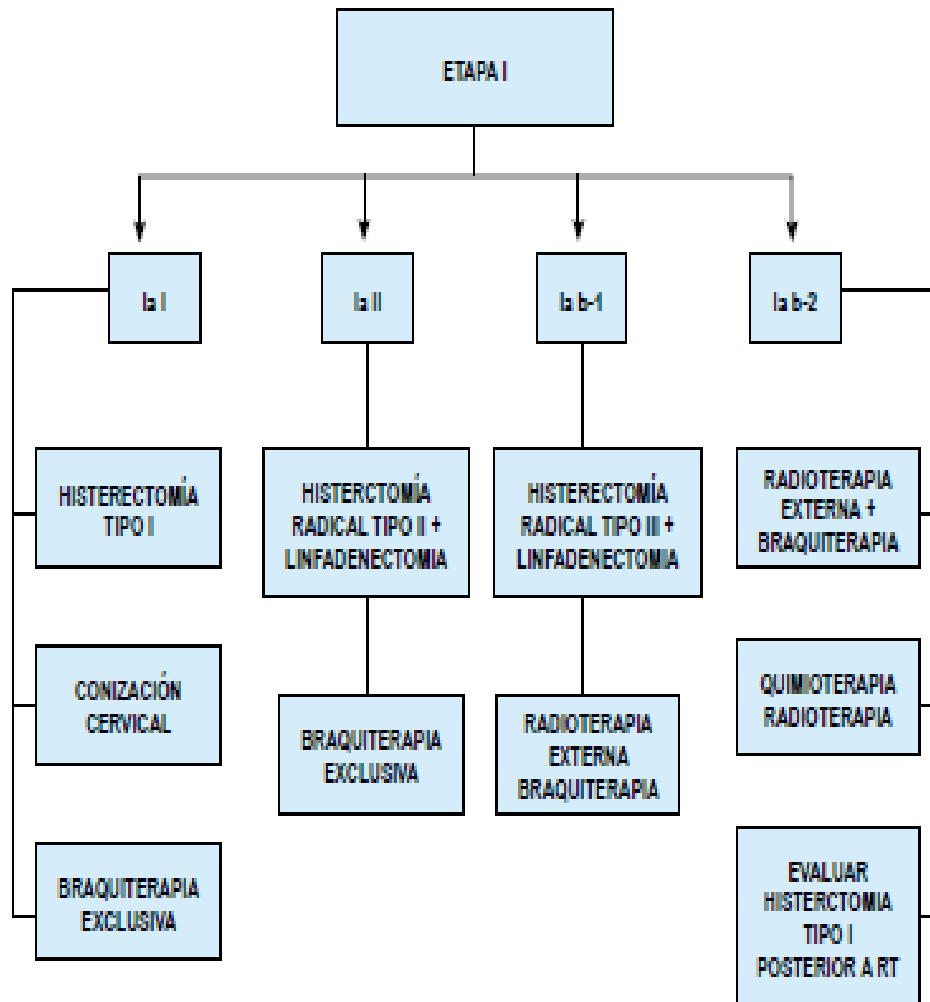 ETAPA I
Ia I
Ia II
Ia b-1
Ia b-2
HISTERECTOMÍA
TIPO I
CONIZACIÓN
CERVICAL
BRAQUITERAPIA
EXCLUSIVA
HISTERCTOMÍA
RADICAL TIPO II +
LINFADENECTOMIA
BRAQUITERAPIA
EXCLUSIVA
HISTERECTOMÍA
RADICAL TIPO III +
LINFADENECTOMIA
RADIOTERAPIA
EXTERNA
BRAQUITERAPIA
RADIOTERAPIA
EXTERNA +
BRAQUITERAPIA
QUIMIOTERAPIA
RADIOTERAPIA
EVALUAR
HISTERCTOMIA
TIPO I
POSTERIOR A RT